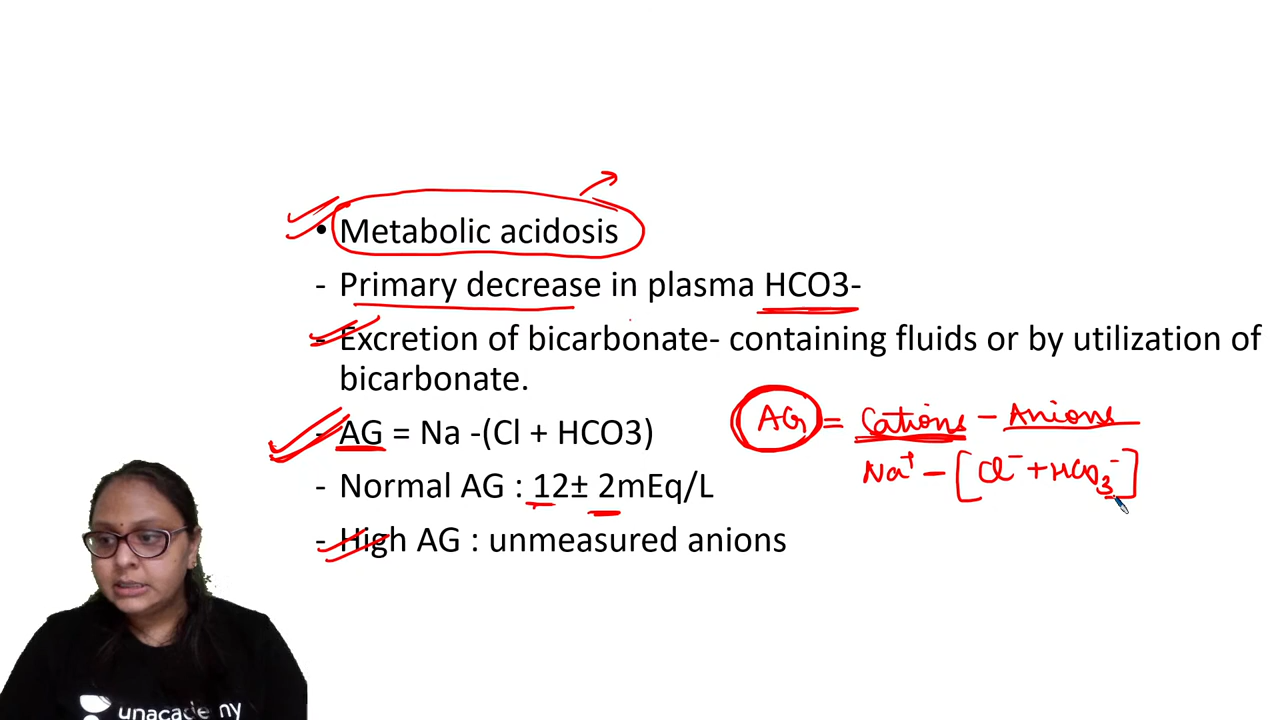 • Metabolic acidosis
- Primary decrease in plasma HCO3-
- Excretion of bicarbonate- containing fluids or by utilization of
bicarbonate.
- AG = Na -(Cl + HCO3)
AG = Cations - Anions
Na+ - [Cl- + HCO3-]
- Normal AG : 12± 2mEq/L
- High AG : unmeasured anions
unacademy